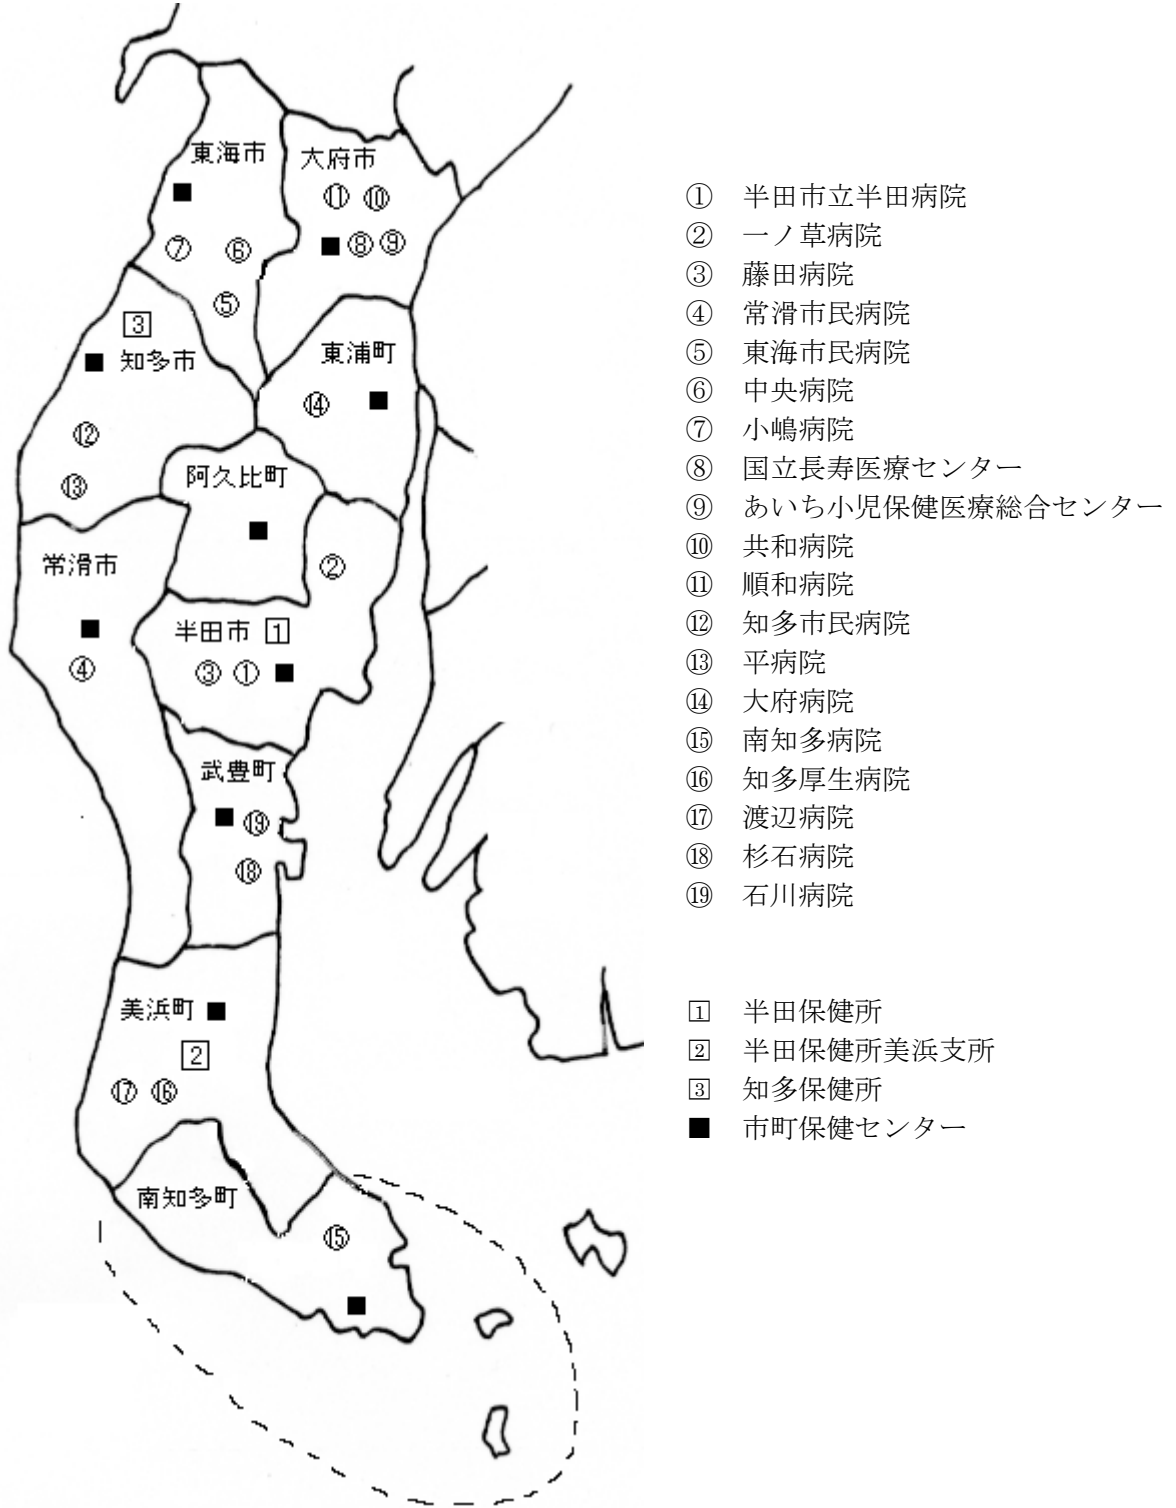 東海市
大府市
⑪ ⑩
⑦ ⑥
■ ⑧ ⑨
⑤
3
■ 知多市
東浦町
⑭ ■
⑫
⑬
阿久比町
常滑市
②
半田市 1
④
③ ① ■
武豊町
■ ⑲
⑱
美浜町 ■
2
⑰ ⑯
南知多町
⑮
① 半田市立半田病院
② 一ノ草病院
③ 藤田病院
④ 常滑市民病院
⑤ 東海市民病院
⑥ 中央病院
⑦ 小嶋病院
⑧ 国立長寿医療センター
⑨ あいち小児保健医療総合センター
⑩ 共和病院
⑪ 順和病院
⑫ 知多市民病院
⑬ 平病院
⑭ 大府病院
⑮ 南知多病院
⑯ 知多厚生病院
⑰ 渡辺病院
⑱ 杉石病院
⑲ 石川病院
1 半田保健所
2 半田保健所美浜支所
3 知多保健所
■ 市町保健センター